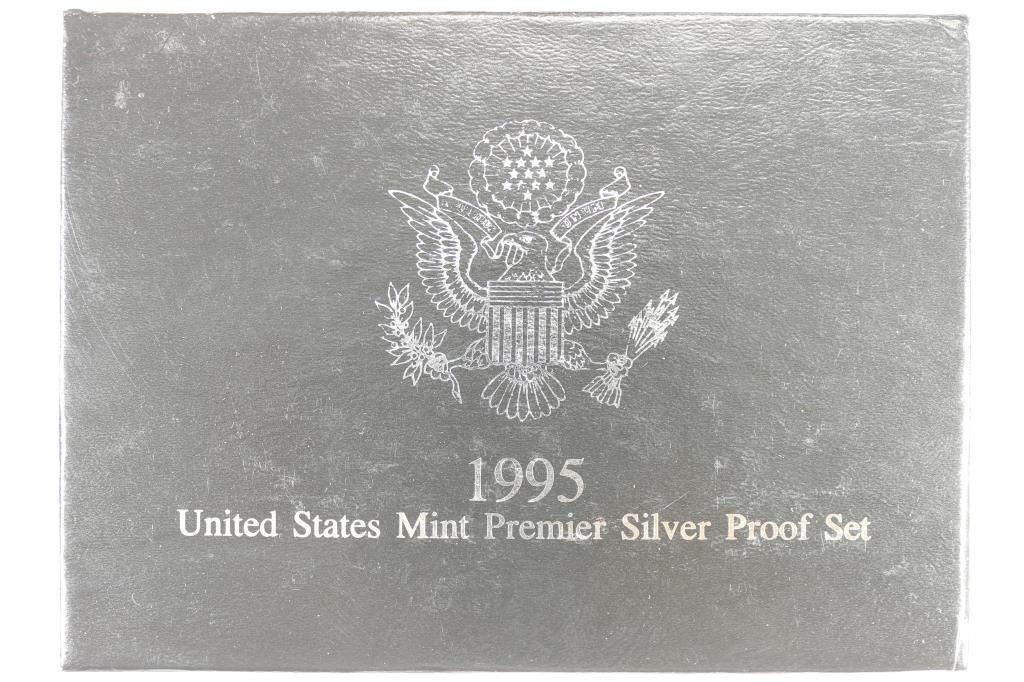 1995
United States Mint Premier Silver Proof Set